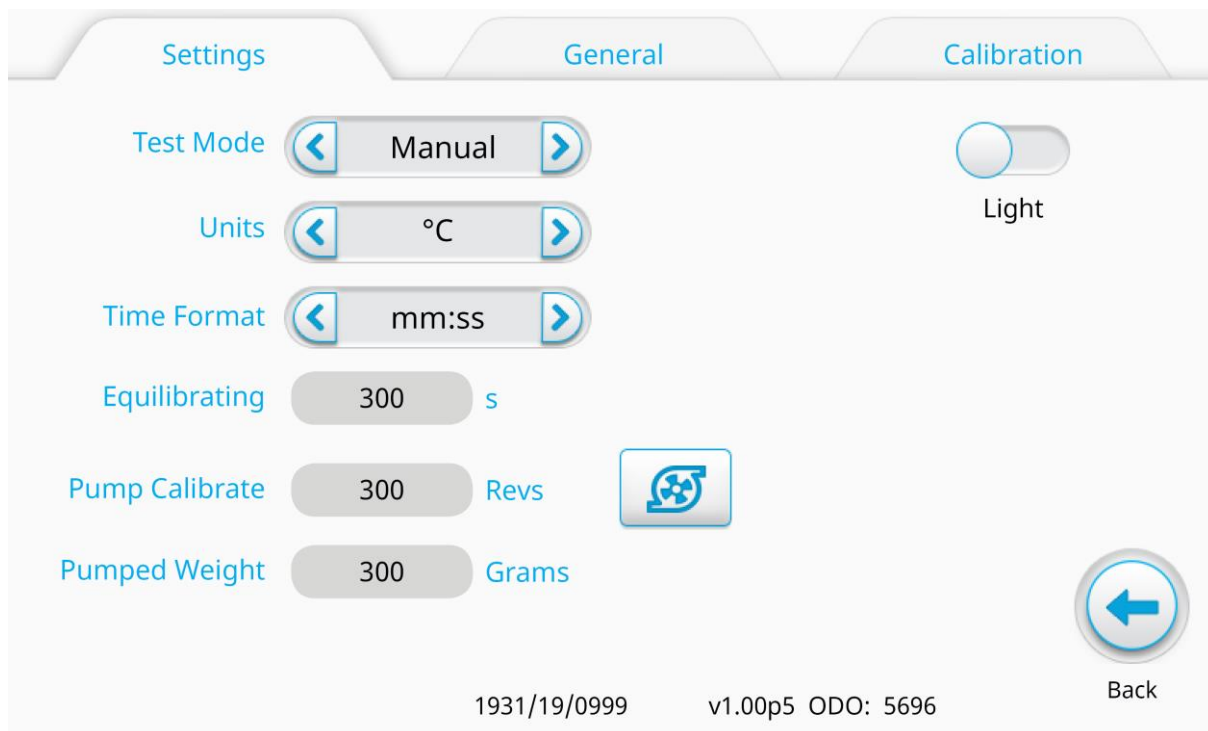 Settings General Calibration
Test Mode Manual
Light
Units °C
Time Format mm:ss
Equilibrating 300 s
Pump Calibrate 300 Revs
Pumped Weight 300 Grams
Back
1931/19/0999 v1.00p5 ODO: 5696